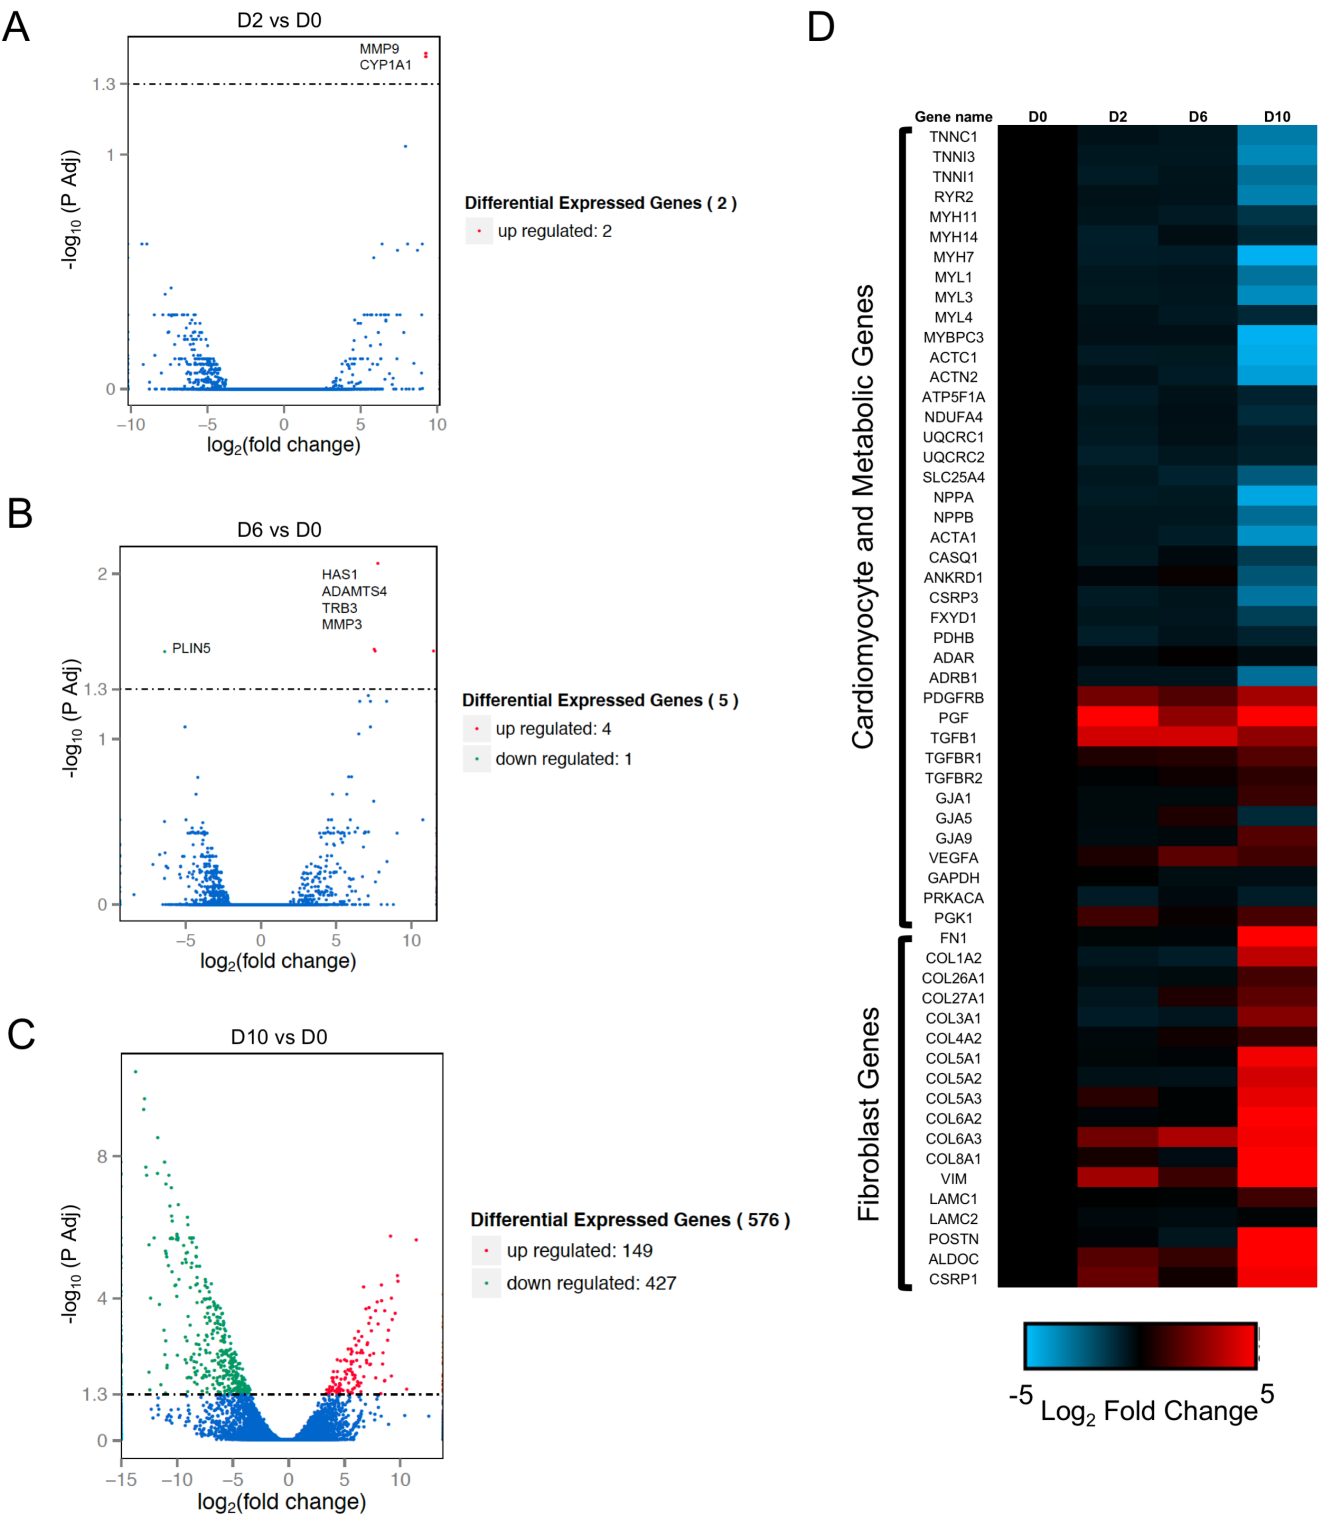 A
D2 vs D0
MMP9
CYP1A1
1.3
1
0
-log10 (P Adj)
−10 −5 0 5 10
log2(fold change)
Differential Expressed Genes ( 2 )
up regulated: 2
B
D6 vs D0
HAS1
ADAMTS4
TRB3
MMP3
PLIN5
2
1.3
1
0
-log10 (P Adj)
−5 0 5 10
log2(fold change)
Differential Expressed Genes ( 5 )
up regulated: 4
down regulated: 1
C
D10 vs D0
8
4
1.3
0
-log10 (P Adj)
−15 −10 −5 0 5 10
log2(fold change)
Differential Expressed Genes ( 576 )
up regulated: 149
down regulated: 427
D
Gene name D0 D2 D6 D10
Cardiomyocyte and Metabolic Genes
TNNC1
TNNI3
TNNI1
RYR2
MYH11
MYH14
MYH7
MYL1
MYL3
MYL4
MYBPC3
ACTC1
ACTN2
ATP5F1A
NDUFA4
UQCRC1
UQCRC2
SLC25A4
NPPA
NPPB
ACTA1
CASQ1
ANKRD1
CSRP3
FXYD1
PDHB
ADAR
ADRB1
PDGFRB
PGF
TGFB1
TGFBR1
TGFBR2
GJA1
GJA5
GJA9
VEGFA
GAPDH
PRKACA
PGK1
Fibroblast Genes
FN1
COL1A2
COL26A1
COL27A1
COL3A1
COL4A2
COL5A1
COL5A2
COL5A3
COL6A2
COL6A3
COL8A1
VIM
LAMC1
LAMC2
POSTN
ALDOC
CSRP1
-5 5
Log2 Fold Change